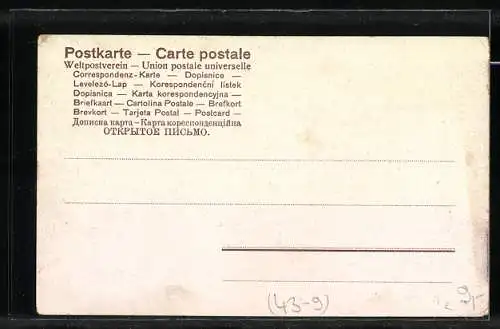 Postkarte — Carte postale
Weltpostverein — Union postale universelle
Correspondenz-Karte — Dopisnice —
Levelező-Lap — Korespondenční lístek
Dopisnica — Karta korespondencyjna —
Briefkaart — Cartolina Postale — Brefkort
Brevkort — Tarjeta Postal — Postcard —
Дописна карта — Карта кореспонденційна
ОТКРЫТОЕ ПИСЬМО.
(43-9)